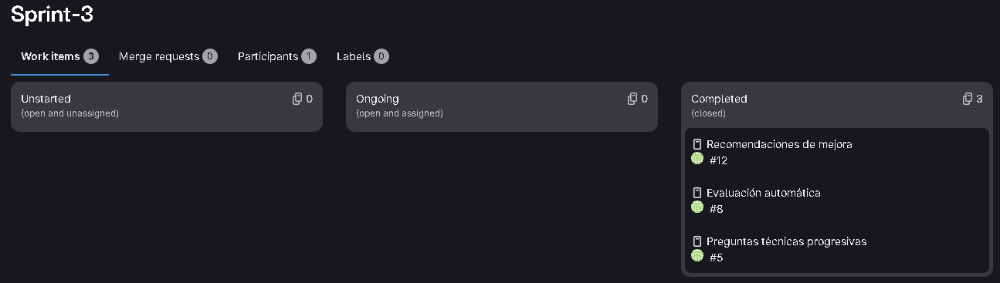 Sprint-3
Work items 3 Merge requests 0 Participants 1 Labels 0
Unstarted 0
(open and unassigned)
Ongoing 0
(open and assigned)
Completed 3
(closed)
Recomendaciones de mejora
#12
Evaluación automática
#8
Preguntas técnicas progresivas
#5